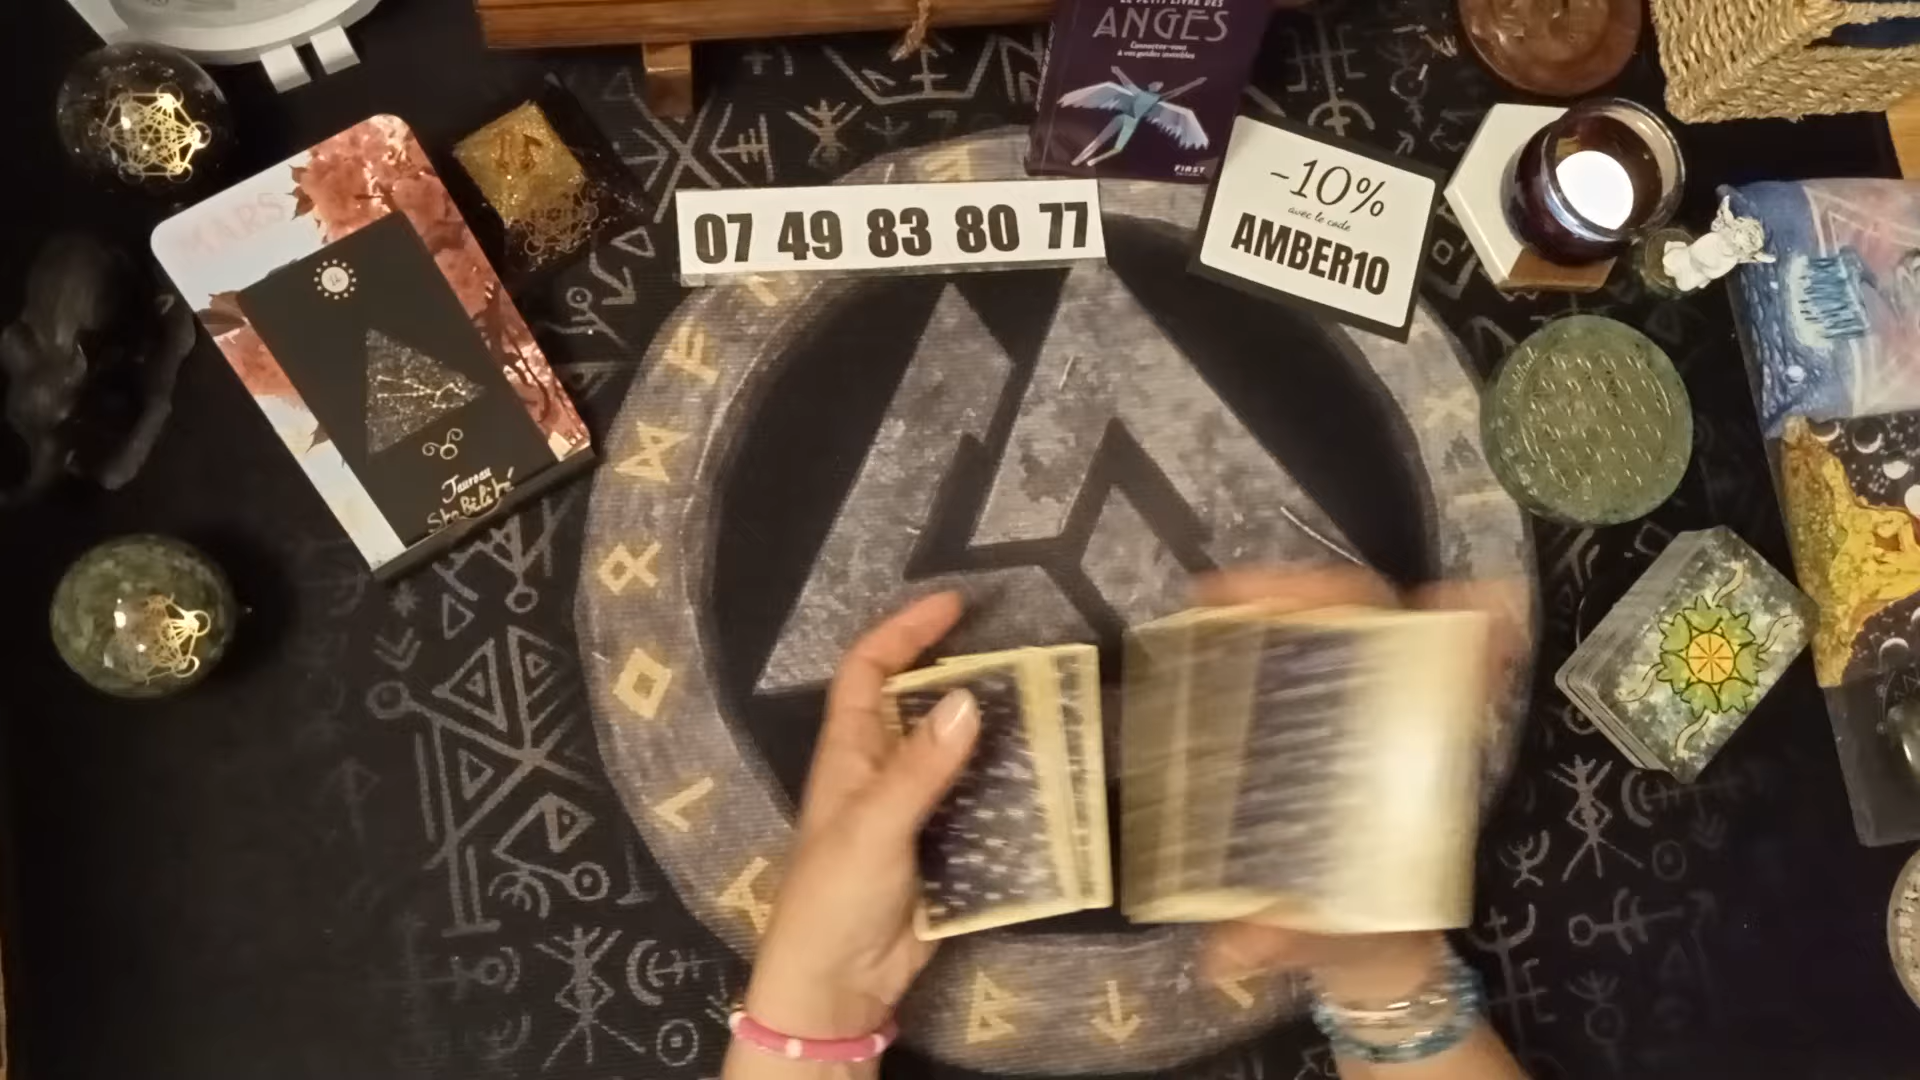 LE PETIT LIVRE DES
ANGES
Connectez-vous
à vos guides invisibles
FIRST
-10%
avec le code
AMBER10
07 49 83 80 77
MARS
Taureau
Stabilité